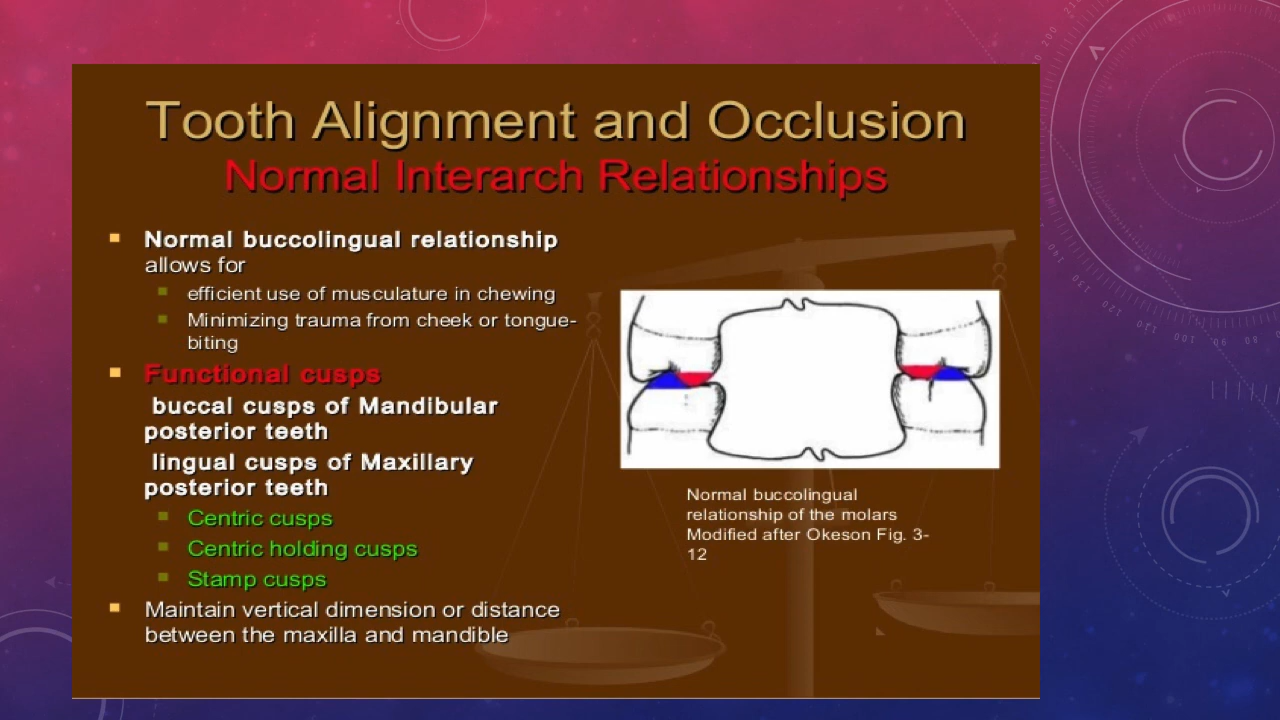 Tooth Alignment and Occlusion
Normal Interarch Relationships
Normal buccolingual relationship
allows for
efficient use of musculature in chewing
Minimizing trauma from cheek or tongue-
biting
Functional cusps
buccal cusps of Mandibular
posterior teeth
lingual cusps of Maxillary
posterior teeth
Centric cusps
Centric holding cusps
Stamp cusps
Maintain vertical dimension or distance
between the maxilla and mandible
Normal buccolingual
relationship of the molars
Modified after Okeson Fig. 3-
12